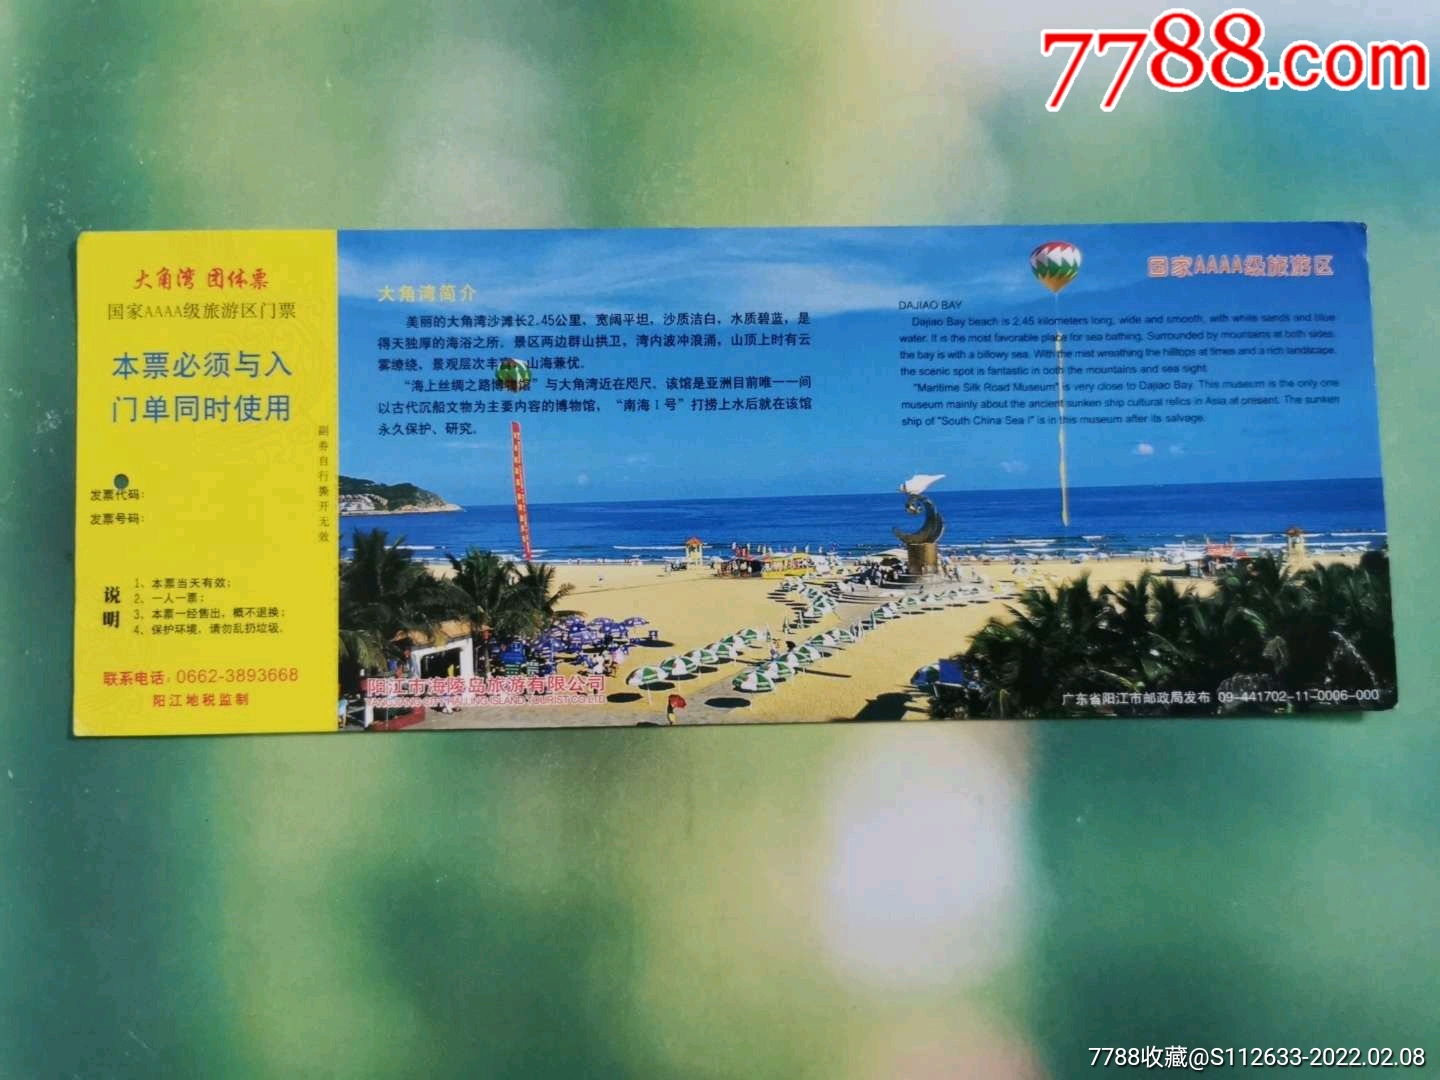 7788.com
大角湾 团体票
国家AAAA级旅游区门票
本票必须与入
门单同时使用
发票代码:
发票号码:
说明
1、本票当天有效;
2、一人一票;
3、本票一经售出,概不退换;
4、保护环境,请勿乱扔垃圾.
联系电话:0662-3893668
阳江地税监制
副券自行撕开无效
大角湾简介
美丽的大角湾沙滩长2.45公里,宽阔平坦,沙质洁白,水质碧蓝,是
得天独厚的海浴之所。景区两边群山拱卫,湾内波冲浪涌,山顶上时有云
雾缭绕,景观层次丰富,山海兼优。
“海上丝绸之路博物馆”与大角湾近在咫尺、该馆是亚洲目前唯一一间
以古代沉船文物为主要内容的博物馆,“南海Ⅰ号”打捞上水后就在该馆
永久保护、研究。
国家AAAA级旅游区
DAJIAO BAY
Dajiao Bay beach is 2.45 kilometers long, wide and smooth, with white sands and blue
water. It is the most favorable place for sea bathing. Surrounded by mountains at both sides
the bay is with a billowy sea. With the mist wreathing the hilltops at times and a rich landscape,
the scenic spot is fantastic in both the mountains and sea sight.
"Maritime Silk Road Museum" is very close to Dajiao Bay. This museum is the only one
museum mainly about the ancient sunken ship cultural relics in Asia at present. The sunken
ship of "South China Sea I" is in this museum after its salvage.
阳江市海陵岛旅游有限公司
YANGJIANG CITY HAILING ISLAND TOURIST CO.LTD
广东省阳江市邮政局发布 09-441702-11-0006-000
7788收藏@S112633-2022.02.08